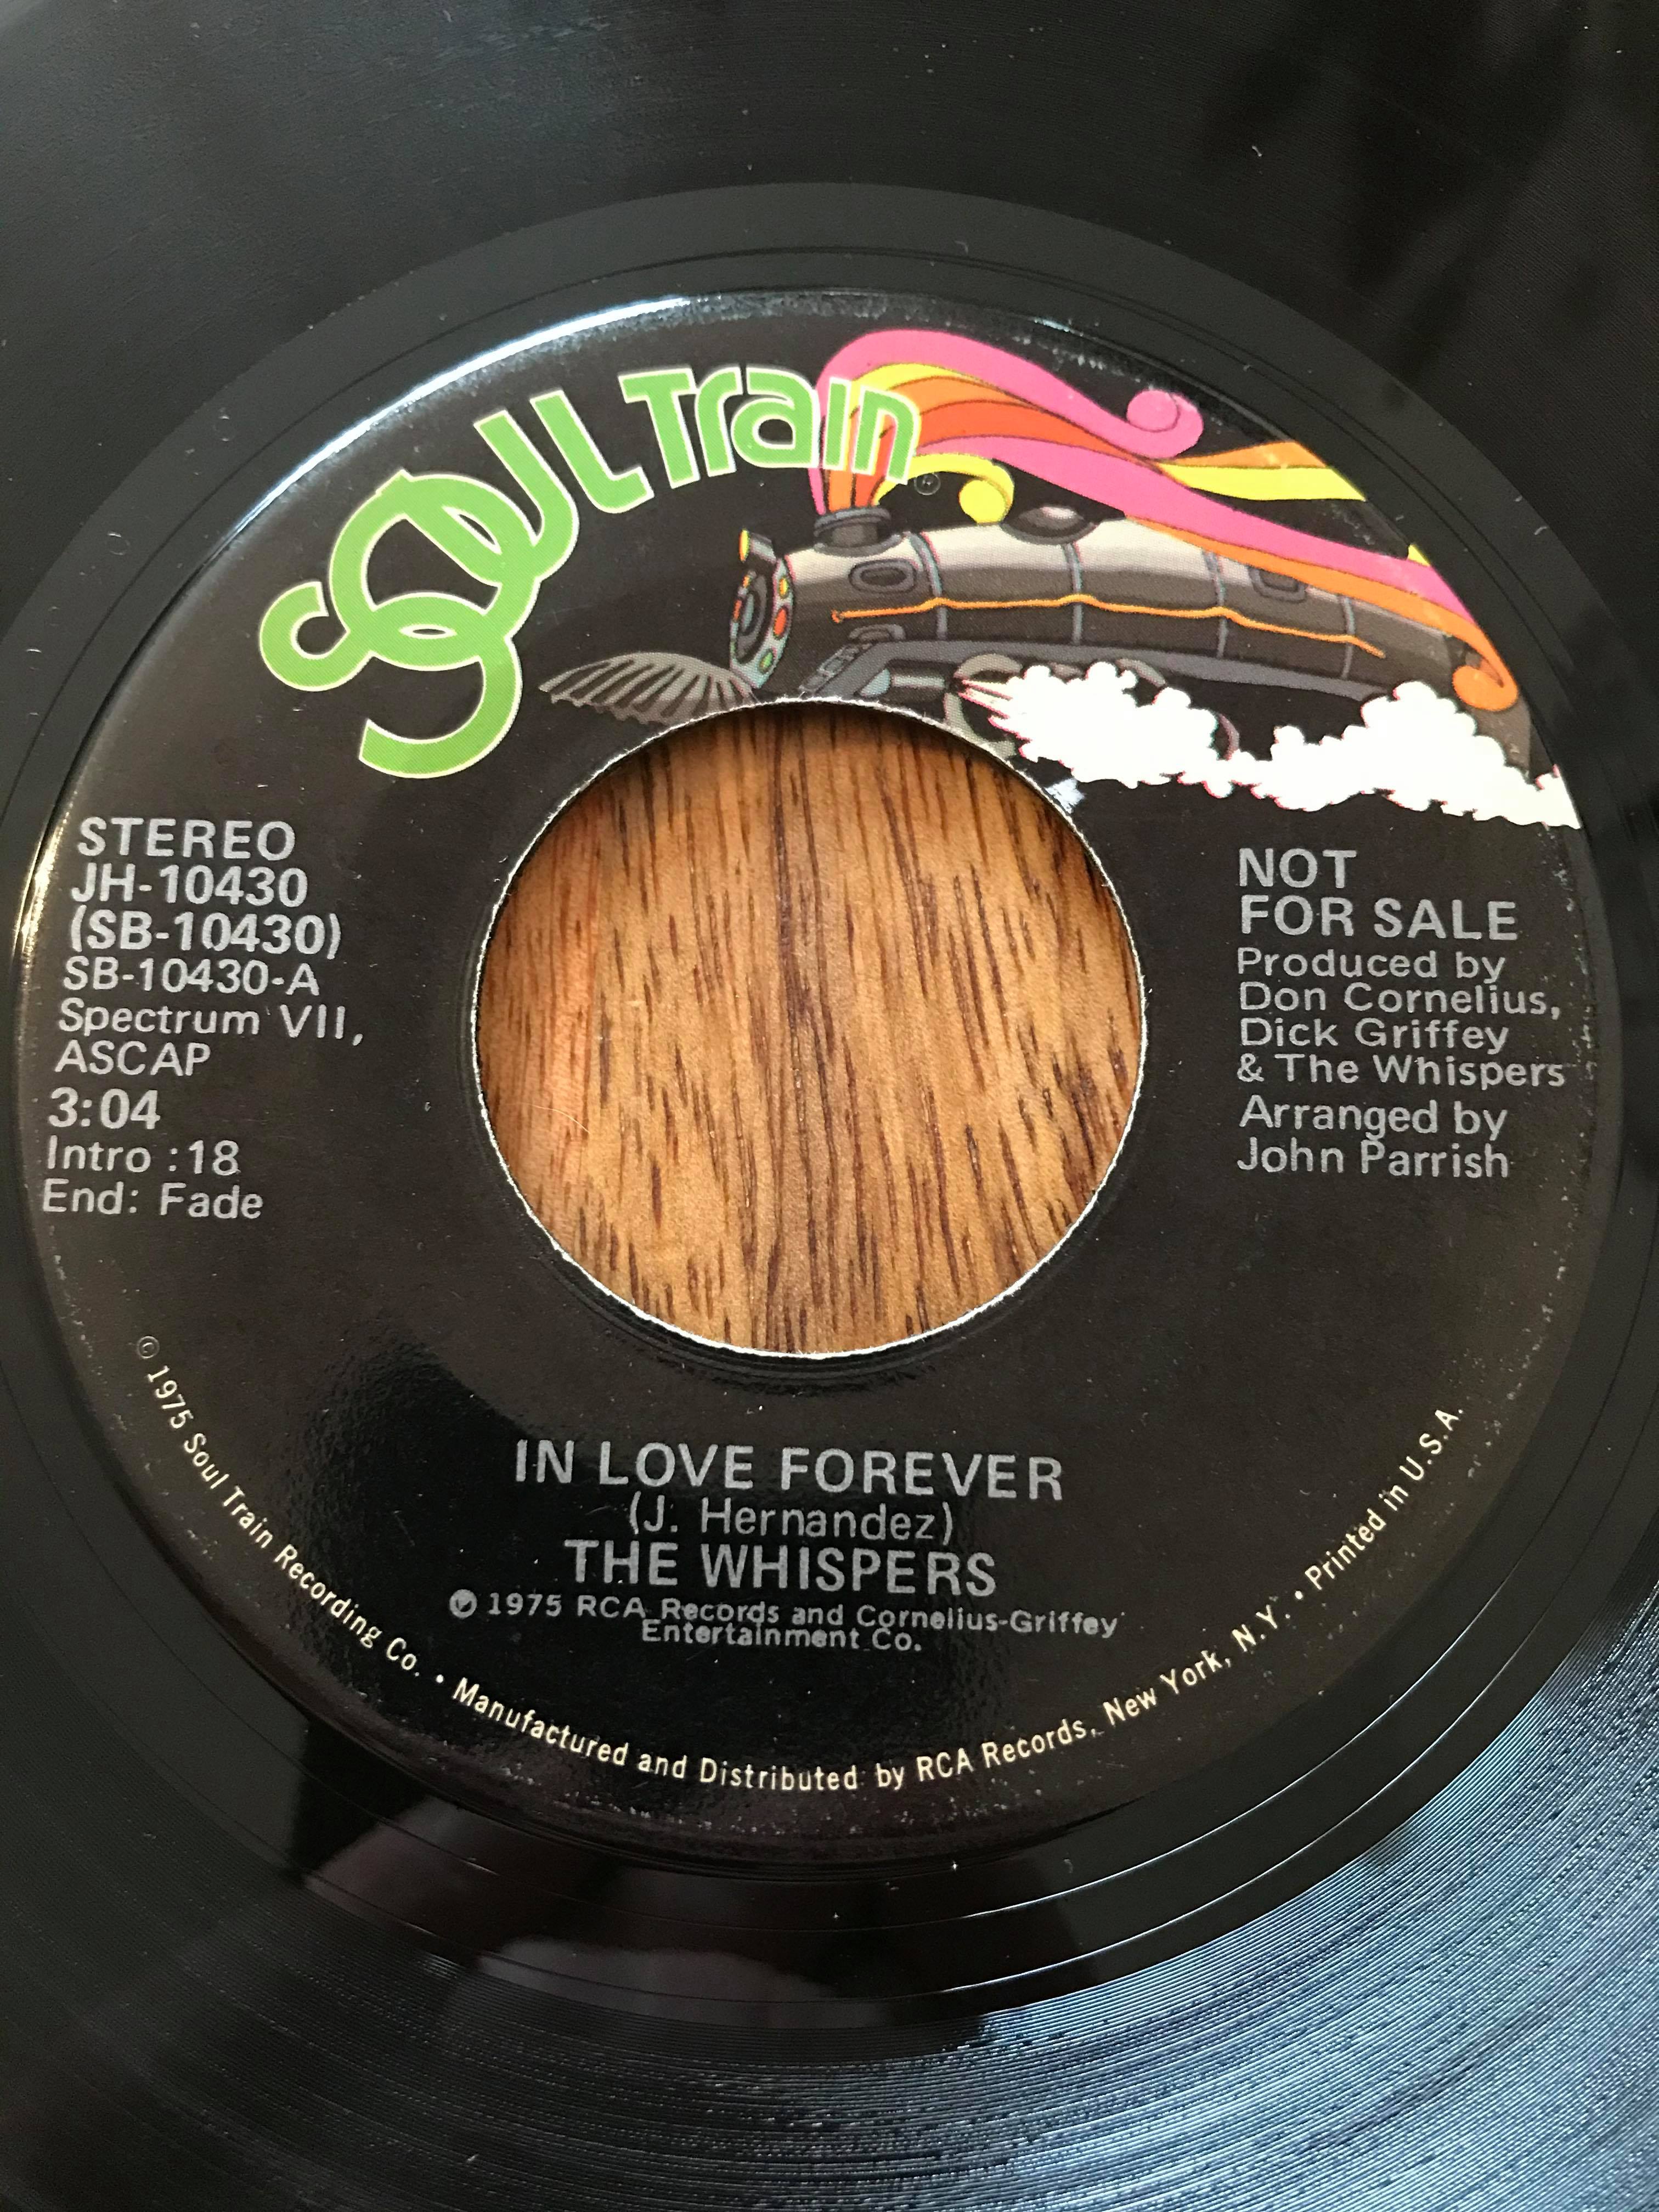 SOUL Train
®
STEREO
JH-10430
(SB-10430)
SB-10430-A
Spectrum VII,
ASCAP
3:04
Intro :18
End: Fade
NOT
FOR SALE
Produced by
Don Cornelius,
Dick Griffey
& The Whispers
Arranged by
John Parrish
IN LOVE FOREVER
(J. Hernandez)
THE WHISPERS
℗ 1975 RCA Records and Cornelius-Griffey
Entertainment Co.
© 1975 Soul Train Recording Co. • Manufactured and Distributed by RCA Records, New York, N.Y. • Printed in U.S.A.